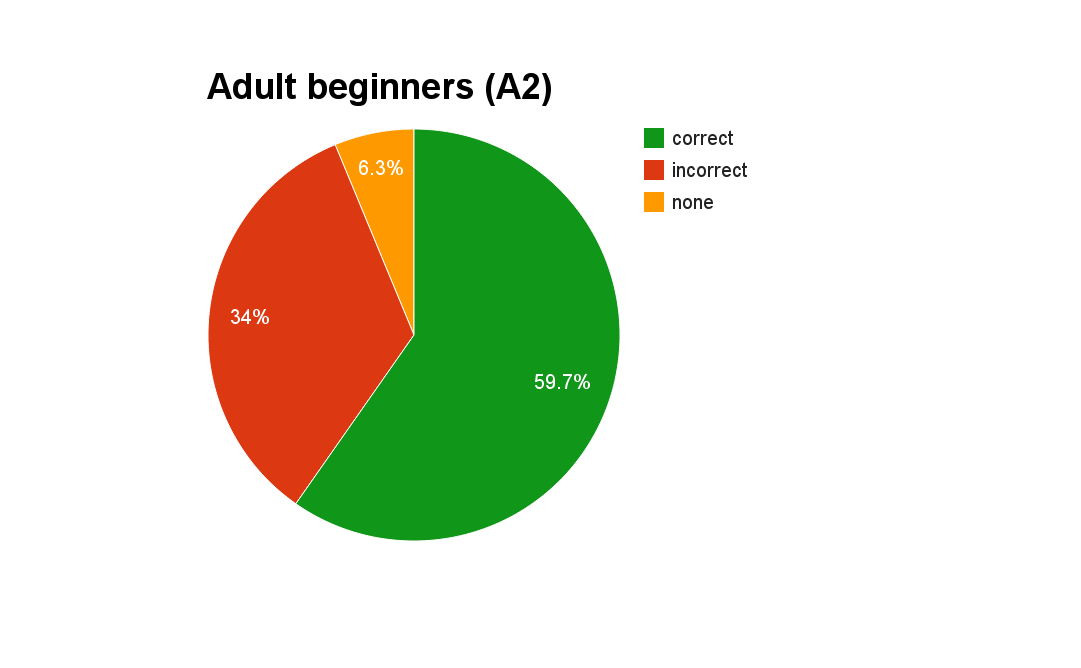 Adult beginners (A2)
correct
incorrect
none
6.3%
34%
59.7%